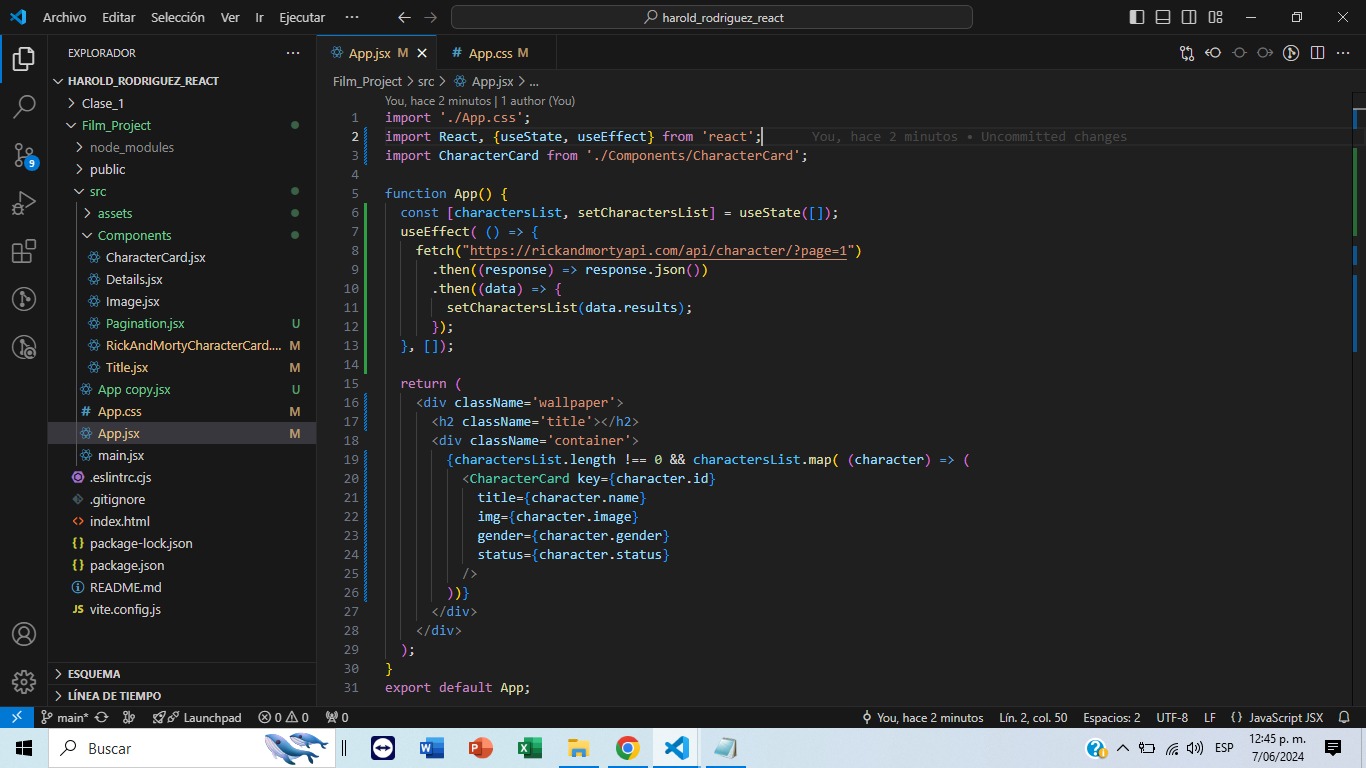 Archivo Editar Selección Ver Ir Ejecutar ··· harold_rodriguez_react
EXPLORADOR ···
HAROLD_RODRIGUEZ_REACT
Clase_1
Film_Project
node_modules
public
src
assets
Components
CharacterCard.jsx
Details.jsx
Image.jsx
Pagination.jsx U
RickAndMortyCharacterCard.... M
Title.jsx M
App copy.jsx U
# App.css M
App.jsx M
main.jsx
.eslintrc.cjs
.gitignore
<> index.html
{} package-lock.json
{} package.json
README.md
JS vite.config.js
ESQUEMA
LÍNEA DE TIEMPO
9
App.jsx M # App.css M
Film_Project > src > App.jsx > ...
You, hace 2 minutos | 1 author (You)
1 import './App.css';
2 import React, {useState, useEffect} from 'react'; You, hace 2 minutos • Uncommitted changes
3 import CharacterCard from './Components/CharacterCard';
4
5 function App() {
6 const [charactersList, setCharactersList] = useState([]);
7 useEffect( () => {
8 fetch("https://rickandmortyapi.com/api/character/?page=1")
9 .then((response) => response.json())
10 .then((data) => {
11 setCharactersList(data.results);
12 });
13 }, []);
14
15 return (
16 <div className='wallpaper'>
17 <h2 className='title'></h2>
18 <div className='container'>
19 {charactersList.length !== 0 && charactersList.map( (character) => (
20 <CharacterCard key={character.id}
21 title={character.name}
22 img={character.image}
23 gender={character.gender}
24 status={character.status}
25 />
26 ))}
27 </div>
28 </div>
29 );
30 }
31 export default App;
main* Launchpad 0 0 0 You, hace 2 minutos Lín. 2, col. 50 Espacios: 2 UTF-8 LF {} JavaScript JSX
Buscar ESP 12:45 p. m.
7/06/2024